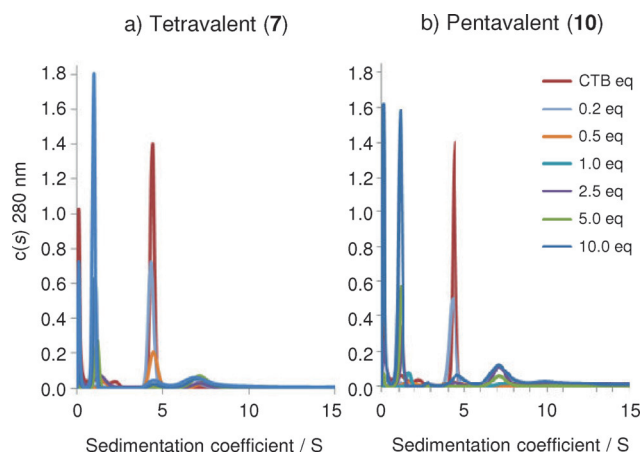 a) Tetravalent (7)
b) Pentavalent (10)
c(s) 280 nm
1.8
1.6
1.4
1.2
1.0
0.8
0.6
0.4
0.2
0.0
0
5
10
15
Sedimentation coefficient / S
1.8
1.6
1.4
1.2
1.0
0.8
0.6
0.4
0.2
0.0
0
5
10
15
Sedimentation coefficient / S
CTB eq
0.2 eq
0.5 eq
1.0 eq
2.5 eq
5.0 eq
10.0 eq